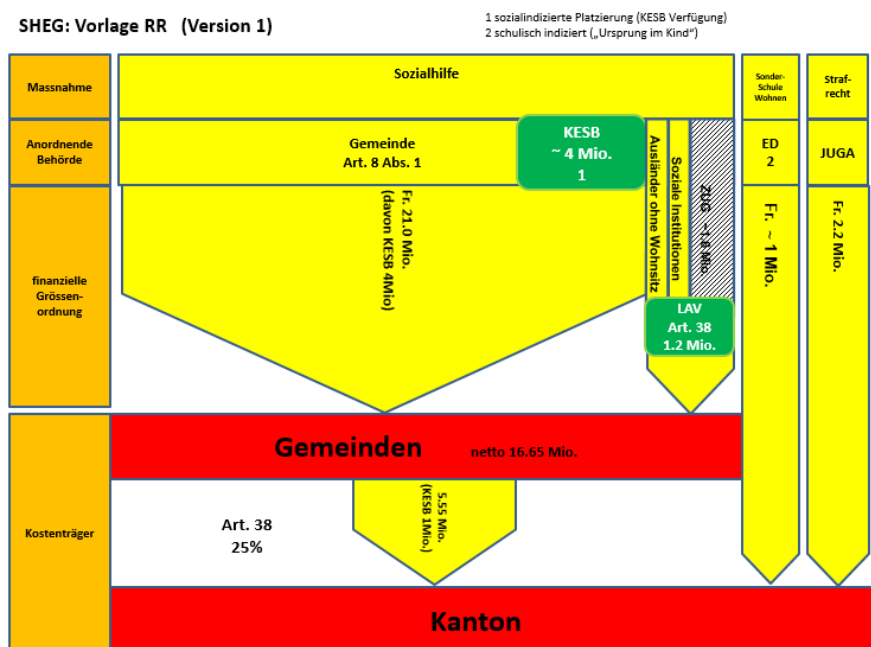 SHEG: Vorlage RR (Version 1)
1 sozialindizierte Platzierung (KESB Verfügung)
2 schulisch indiziert („Ursprung im Kind“)
Massnahme
Sozialhilfe
Sonder-
Schule
Wohnen
Straf-
recht
Anordnende
Behörde
Gemeinde
Art. 8 Abs. 1
KESB
~ 4 Mio.
1
Ausländer ohne Wohnsitz
Soziale Institutionen
ZUG ~1.6 Mio.
ED
2
JUGA
finanzielle
Grössen-
ordnung
Fr. 21.0 Mio.
(davon KESB 4Mio)
LAV
Art. 38
1.2 Mio.
Fr. ~ 1 Mio.
Fr. 2.2 Mio.
Gemeinden netto 16.65 Mio.
Kostenträger
Art. 38
25%
5.55 Mio.
(KESB 1Mio.)
Kanton